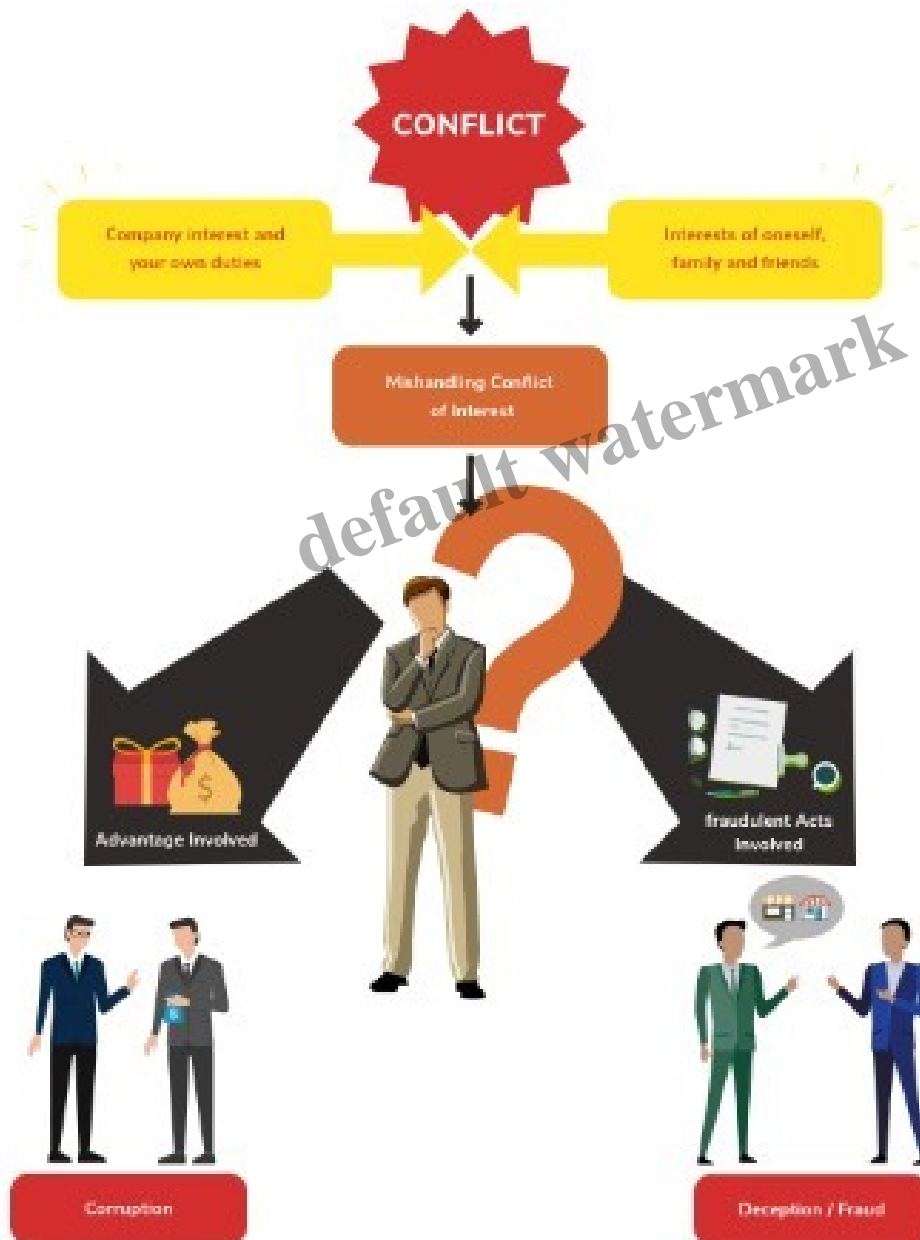 CONFLICT
Company interest and
your own duties
Interests of oneself,
family and friends
Mishandling Conflict
of Interest
default watermark
$
Advantage Involved
fraudulent Acts
Involved
Corruption
Deception / Fraud